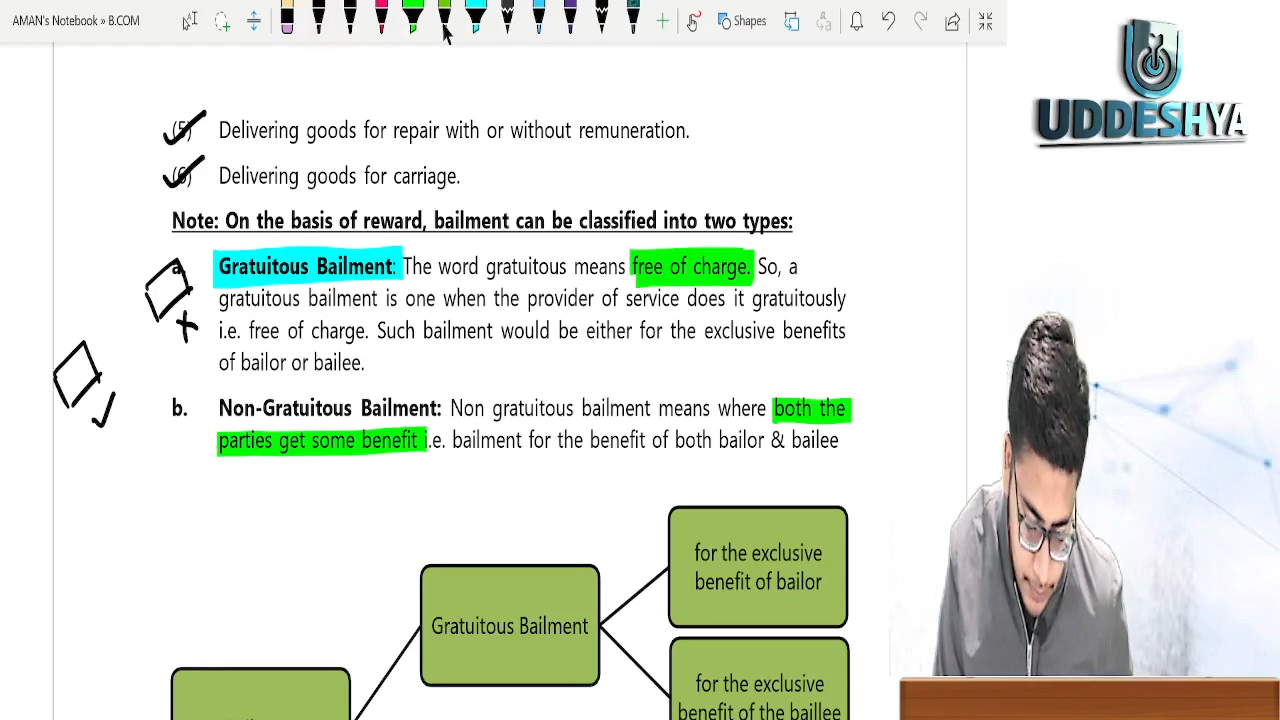 AMAN's Notebook » B.COM
Shapes
UDDESHYA
(5) Delivering goods for repair with or without remuneration.
(6) Delivering goods for carriage.
Note: On the basis of reward, bailment can be classified into two types:
a. Gratuitous Bailment: The word gratuitous means free of charge. So, a
gratuitous bailment is one when the provider of service does it gratuitously
i.e. free of charge. Such bailment would be either for the exclusive benefits
of bailor or bailee.
b. Non-Gratuitous Bailment: Non gratuitous bailment means where both the
parties get some benefit i.e. bailment for the benefit of both bailor & bailee
for the exclusive
benefit of bailor
Gratuitous Bailment
for the exclusive
benefit of the baillee